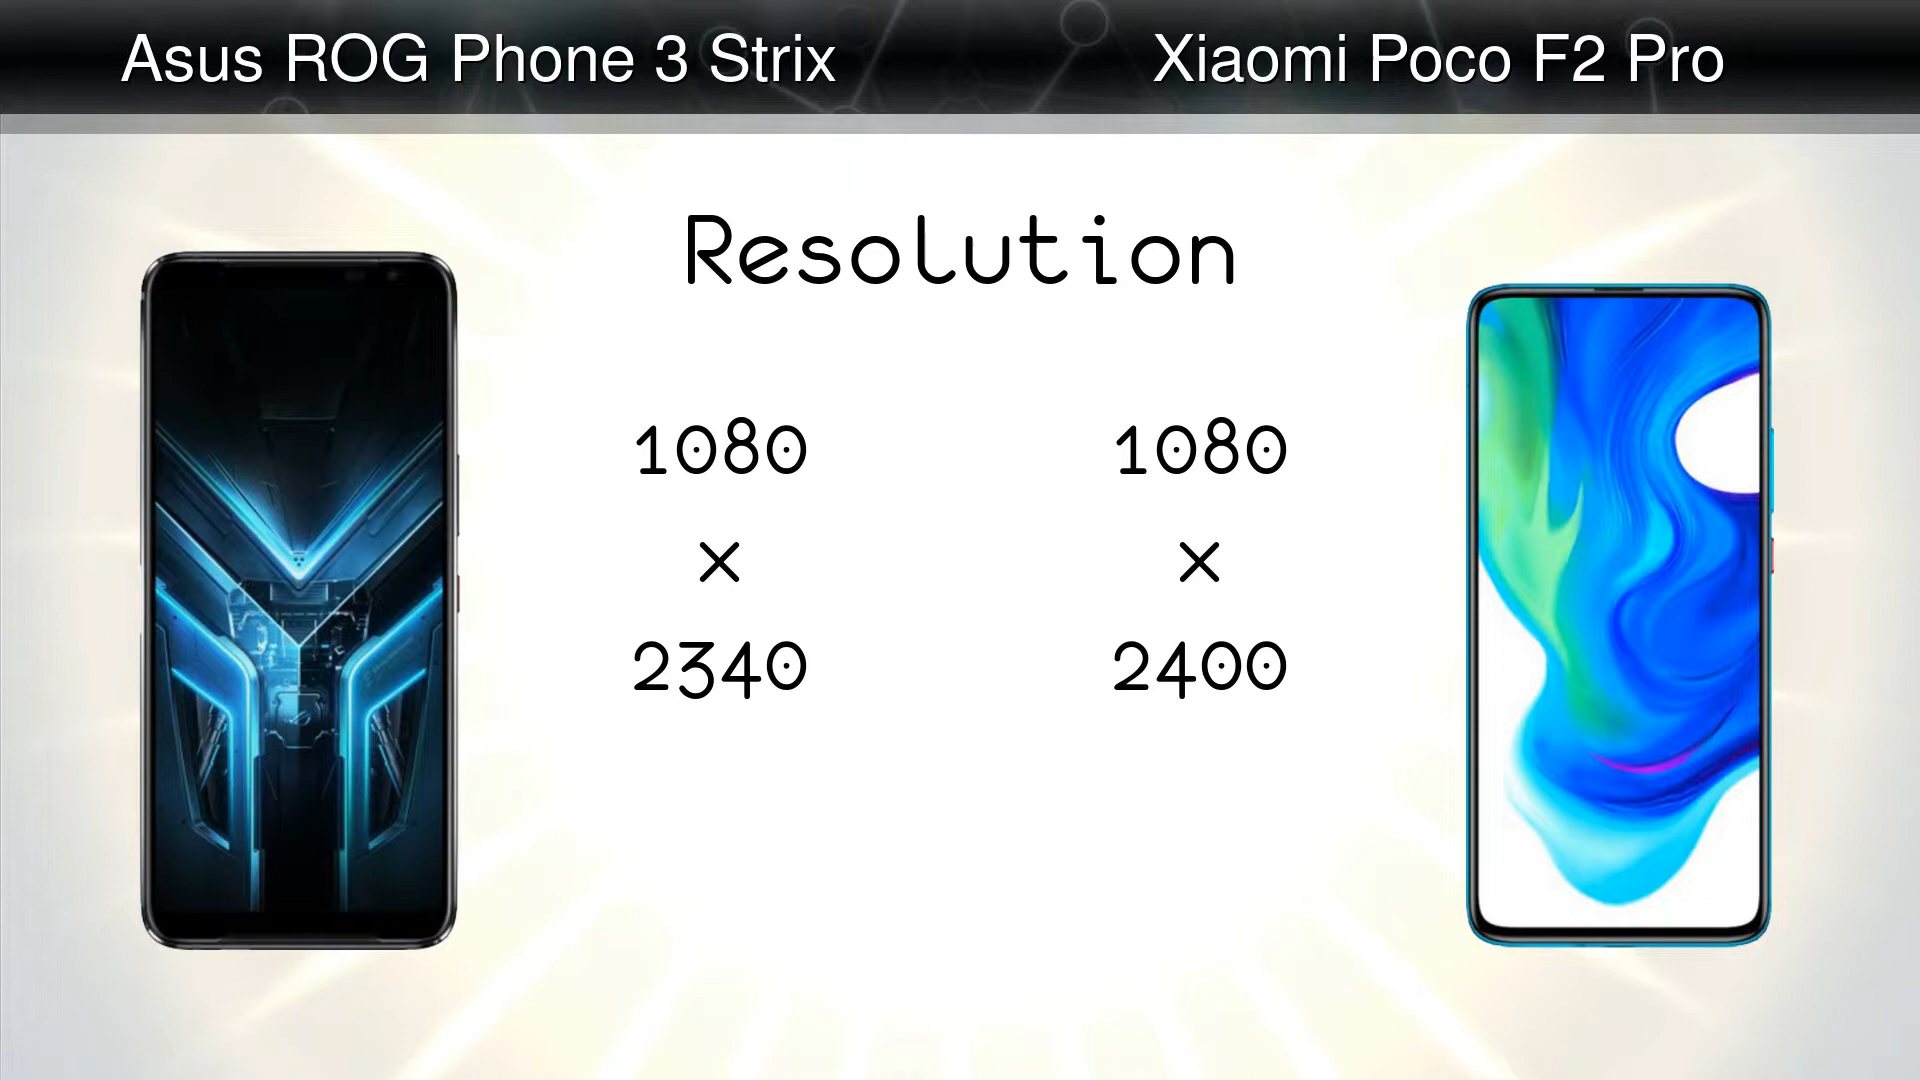 Asus ROG Phone 3 Strix
Xiaomi Poco F2 Pro
Resolution
1080
×
2340
1080
×
2400